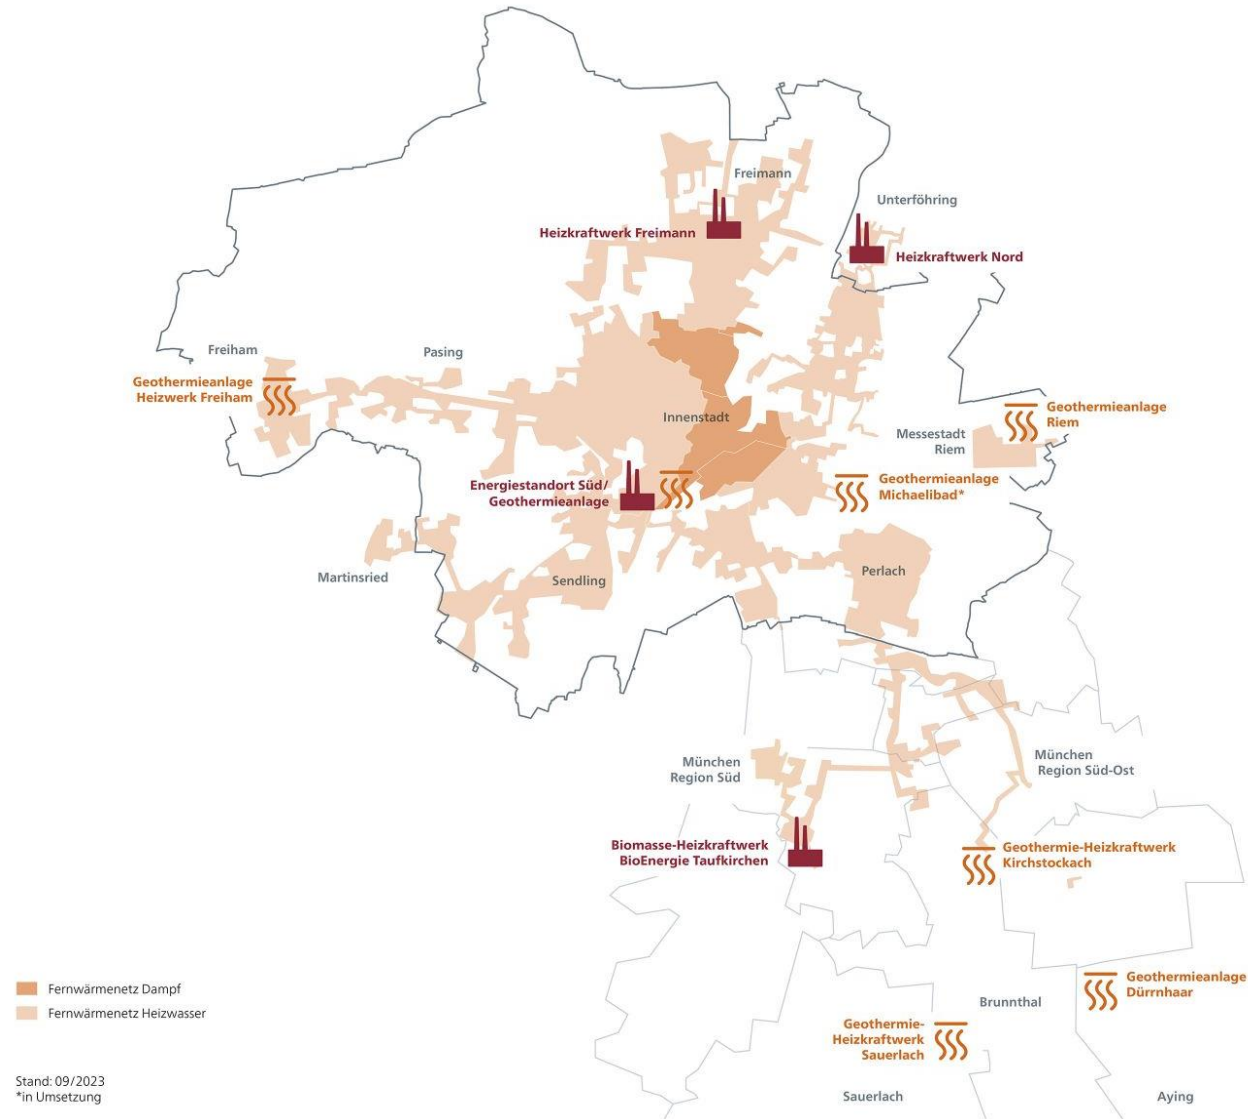 Freimann
Unterföhring
Heizkraftwerk Freimann
Heizkraftwerk Nord
Freiham
Pasing
Geothermieanlage
Heizwerk Freiham
Innenstadt
Geothermieanlage
Riem
Messestadt
Riem
Energiestandort Süd/
Geothermieanlage
Geothermieanlage
Michaelibad*
Martinsried
Sendling
Perlach
München
Region Süd
München
Region Süd-Ost
Biomasse-Heizkraftwerk
BioEnergie Taufkirchen
Geothermie-Heizkraftwerk
Kirchstockach
Fernwärmenetz Dampf
Fernwärmenetz Heizwasser
Geothermieanlage
Dürrnhaar
Brunnthal
Geothermie-
Heizkraftwerk
Sauerlach
Stand: 09/2023
*in Umsetzung
Sauerlach
Aying